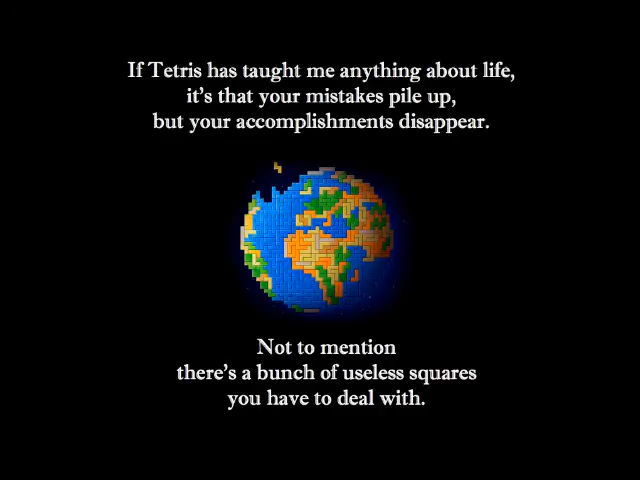 If Tetris has taught me anything about life,
it's that your mistakes pile up,
but your accomplishments disappear.
Not to mention
there's a bunch of useless squares
you have to deal with.